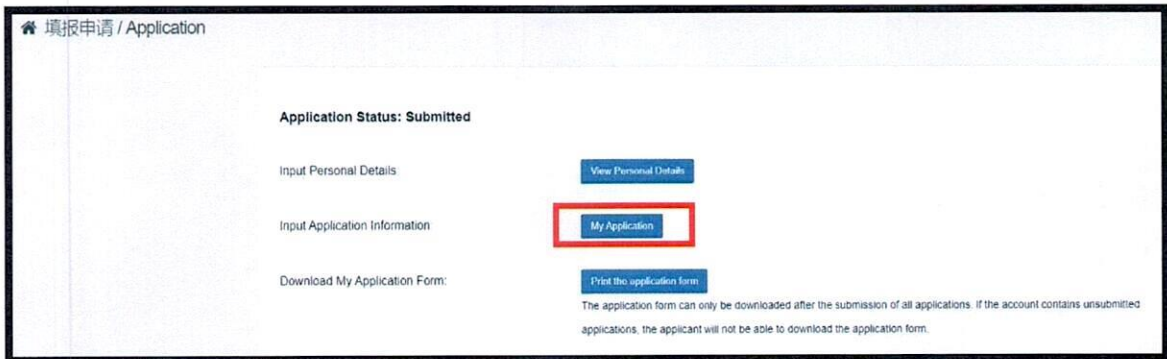 填报申请 / Application
Application Status: Submitted
Input Personal Details
View Personal Details
Input Application Information
My Application
Download My Application Form:
Print the application form
The application form can only be downloaded after the submission of all applications. If the account contains unsubmitted
applications, the applicant will not be able to download the application form.